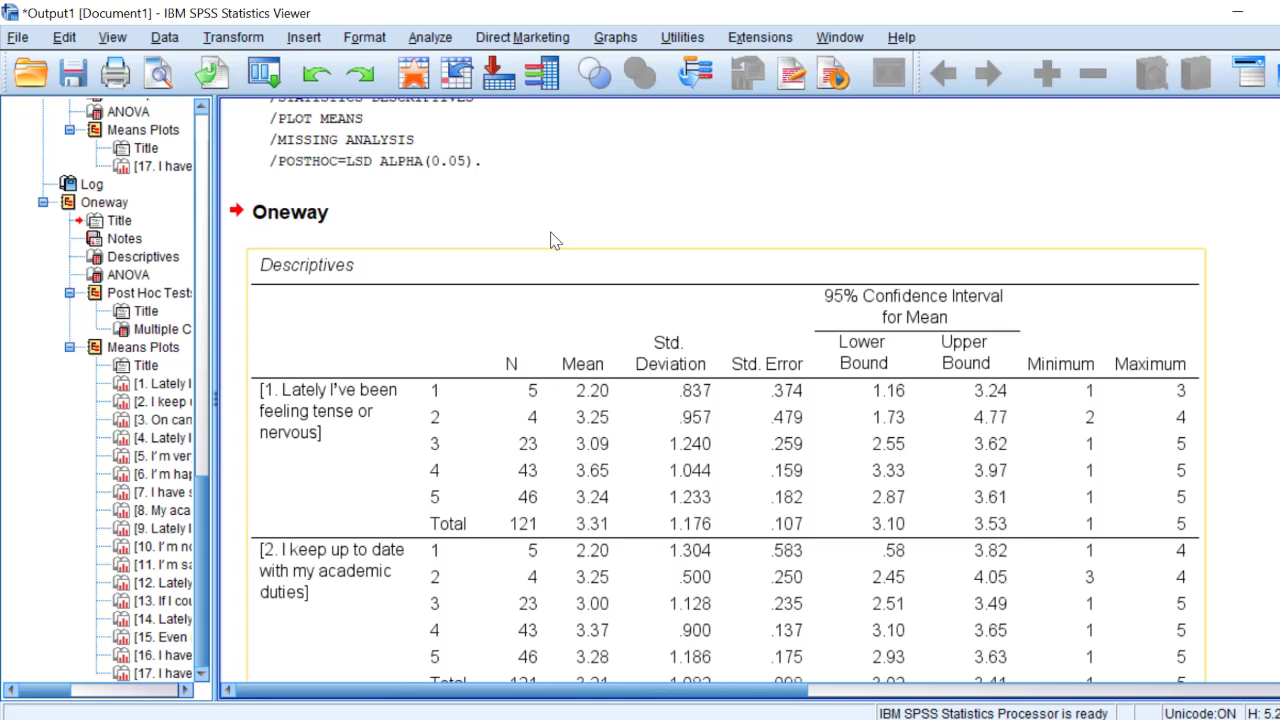 *Output1 [Document1] - IBM SPSS Statistics Viewer
File Edit View Data Transform Insert Format Analyze Direct Marketing Graphs Utilities Extensions Window Help
ANOVA
Means Plots
Title
[17. I have
Log
Oneway
Title
Notes
Descriptives
ANOVA
Post Hoc Test:
Title
Multiple C
Means Plots
Title
[1. Lately I
[2. I keep
[3. On can
[4. Lately I
[5. I'm ver
[6. I'm hap
[7. I have s
[8. My aca
[9. Lately I
[10. I'm no
[11. I'm sa
[12. Lately
[13. If I cou
[14. Lately
[15. Even
[16. I have
[17. I have
/STATISTICS DESCRIPTIVES
/PLOT MEANS
/MISSING ANALYSIS
/POSTHOC=LSD ALPHA(0.05).
Oneway
Descriptives
95% Confidence Interval
for Mean
N Mean Std. Deviation Std. Error Lower Bound Upper Bound Minimum Maximum
[1. Lately I've been feeling tense or nervous] 1 5 2.20 .837 .374 1.16 3.24 1 3
2 4 3.25 .957 .479 1.73 4.77 2 4
3 23 3.09 1.240 .259 2.55 3.62 1 5
4 43 3.65 1.044 .159 3.33 3.97 1 5
5 46 3.24 1.233 .182 2.87 3.61 1 5
Total 121 3.31 1.176 .107 3.10 3.53 1 5
[2. I keep up to date with my academic duties] 1 5 2.20 1.304 .583 .58 3.82 1 4
2 4 3.25 .500 .250 2.45 4.05 3 4
3 23 3.00 1.128 .235 2.51 3.49 1 5
4 43 3.37 .900 .137 3.10 3.65 1 5
5 46 3.28 1.186 .175 2.93 3.63 1 5
Total 121
IBM SPSS Statistics Processor is ready Unicode:ON H: 5,2